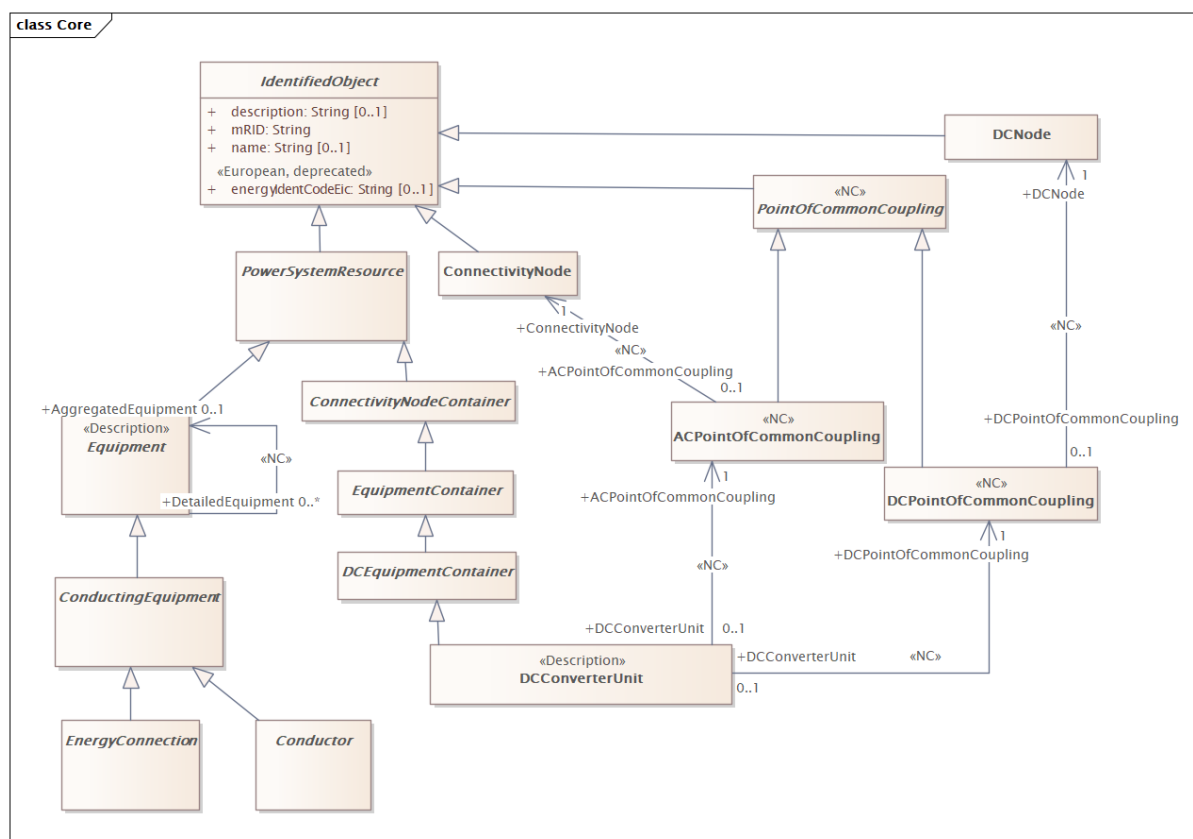 class Core
IdentifiedObject
+ description: String [0..1]
+ mRID: String
+ name: String [0..1]
«European, deprecated»
+ energyIdentCodeEic: String [0..1]
DCNode
1
+DCNode
«NC»
PointOfCommonCoupling
PowerSystemResource
ConnectivityNode
1
+ConnectivityNode
«NC»
+ACPointOfCommonCoupling
0..1
«NC»
+DCPointOfCommonCoupling
0..1
ConnectivityNodeContainer
+AggregatedEquipment 0..1
«Description»
Equipment
«NC»
+DetailedEquipment 0..*
«NC»
ACPointOfCommonCoupling
1
+ACPointOfCommonCoupling
«NC»
DCPointOfCommonCoupling
1
+DCPointOfCommonCoupling
EquipmentContainer
DCEquipmentContainer
«NC»
ConductingEquipment
+DCConverterUnit 0..1
«Description»
DCConverterUnit
+DCConverterUnit
«NC»
0..1
EnergyConnection
Conductor